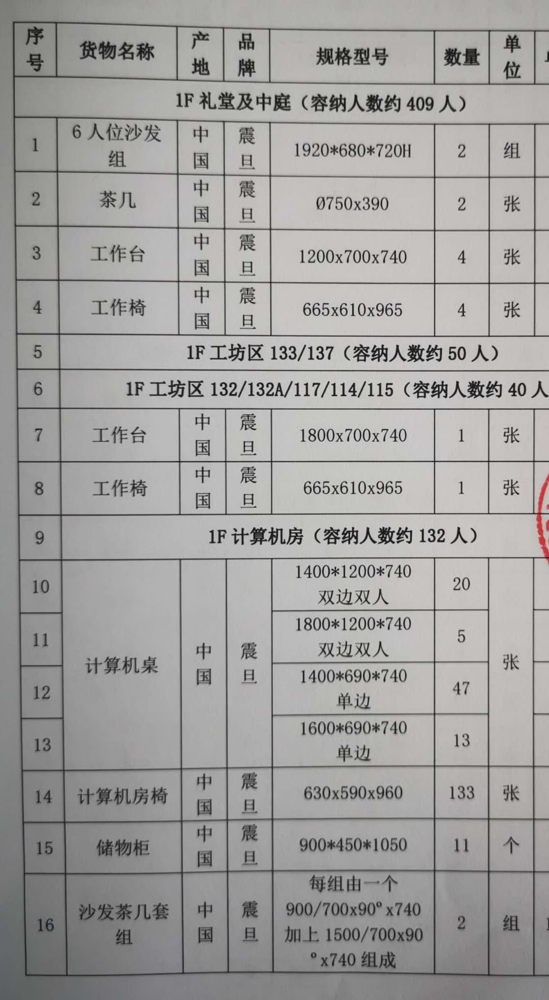 序号 货物名称 产地 品牌 规格型号 数量 单位
1F 礼堂及中庭（容纳人数约 409 人）
1 6 人位沙发组 中国 震旦 1920*680*720H 2 组
2 茶几 中国 震旦 Ø750x390 2 张
3 工作台 中国 震旦 1200x700x740 4 张
4 工作椅 中国 震旦 665x610x965 4 张
5 1F 工坊区 133/137（容纳人数约 50 人）
6 1F 工坊区 132/132A/117/114/115（容纳人数约 40 人
7 工作台 中国 震旦 1800x700x740 1 张
8 工作椅 中国 震旦 665x610x965 1 张
9 1F 计算机房（容纳人数约 132 人）
10 计算机桌 中国 震旦 1400*1200*740 双边双人 20 张
11 1800*1200*740 双边双人 5
12 1400*690*740 单边 47
13 1600*690*740 单边 13
14 计算机房椅 中国 震旦 630x590x960 133 张
15 储物柜 中国 震旦 900*450*1050 11 个
16 沙发茶几套组 中国 震旦 每组由一个 900/700x90º x740 加上 1500/700x90º x740 组成 2 组